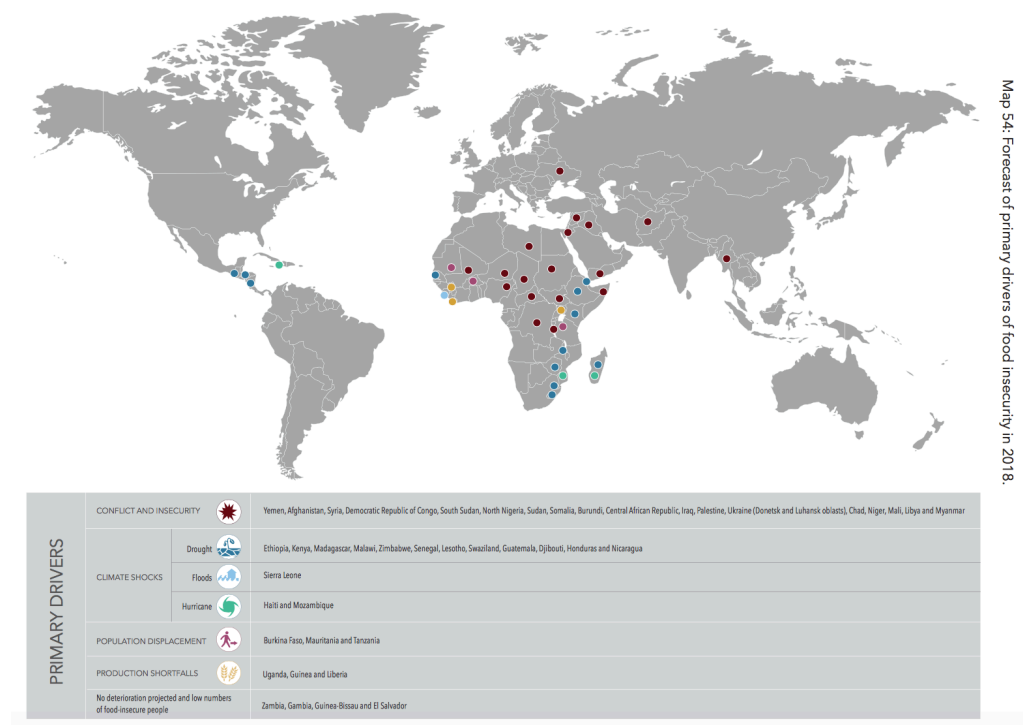 Map 54: Forecast of primary drivers of food insecurity in 2018.
PRIMARY DRIVERS
CONFLICT AND INSECURITY
Yemen, Afghanistan, Syria, Democratic Republic of Congo, South Sudan, North Nigeria, Sudan, Somalia, Burundi, Central African Republic, Iraq, Palestine, Ukraine (Donetsk and Luhansk oblasts), Chad, Niger, Mali, Libya and Myanmar
CLIMATE SHOCKS
Drought
Ethiopia, Kenya, Madagascar, Malawi, Zimbabwe, Senegal, Lesotho, Swaziland, Guatemala, Djibouti, Honduras and Nicaragua
Floods
Sierra Leone
Hurricane
Haiti and Mozambique
POPULATION DISPLACEMENT
Burkina Faso, Mauritania and Tanzania
PRODUCTION SHORTFALLS
Uganda, Guinea and Liberia
No deterioration projected and low numbers
of food-insecure people
Zambia, Gambia, Guinea-Bissau and El Salvador